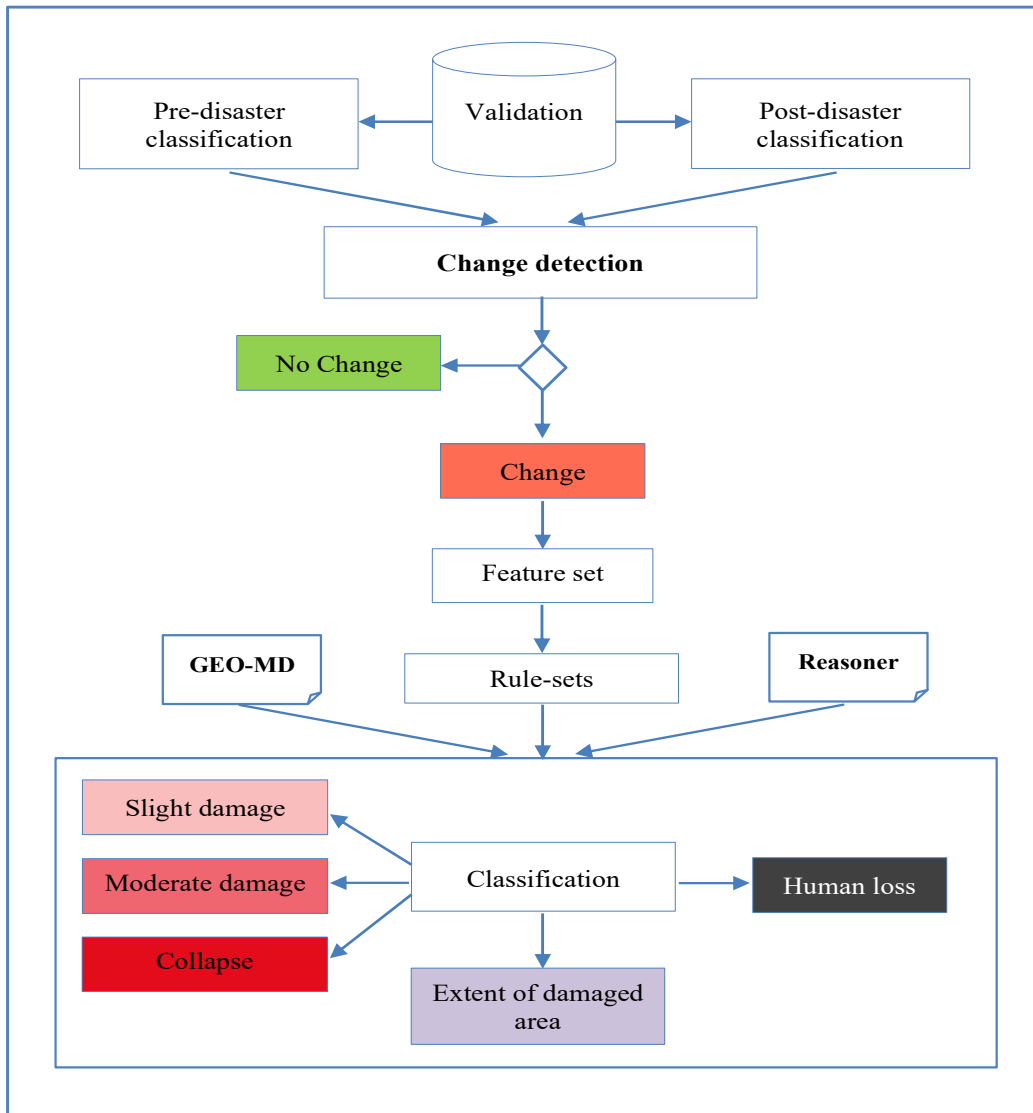 Pre-disaster
classification
Validation
Post-disaster
classification
Change detection
No Change
Change
Feature set
GEO-MD
Rule-sets
Reasoner
Slight damage
Moderate damage
Collapse
Classification
Human loss
Extent of damaged
area